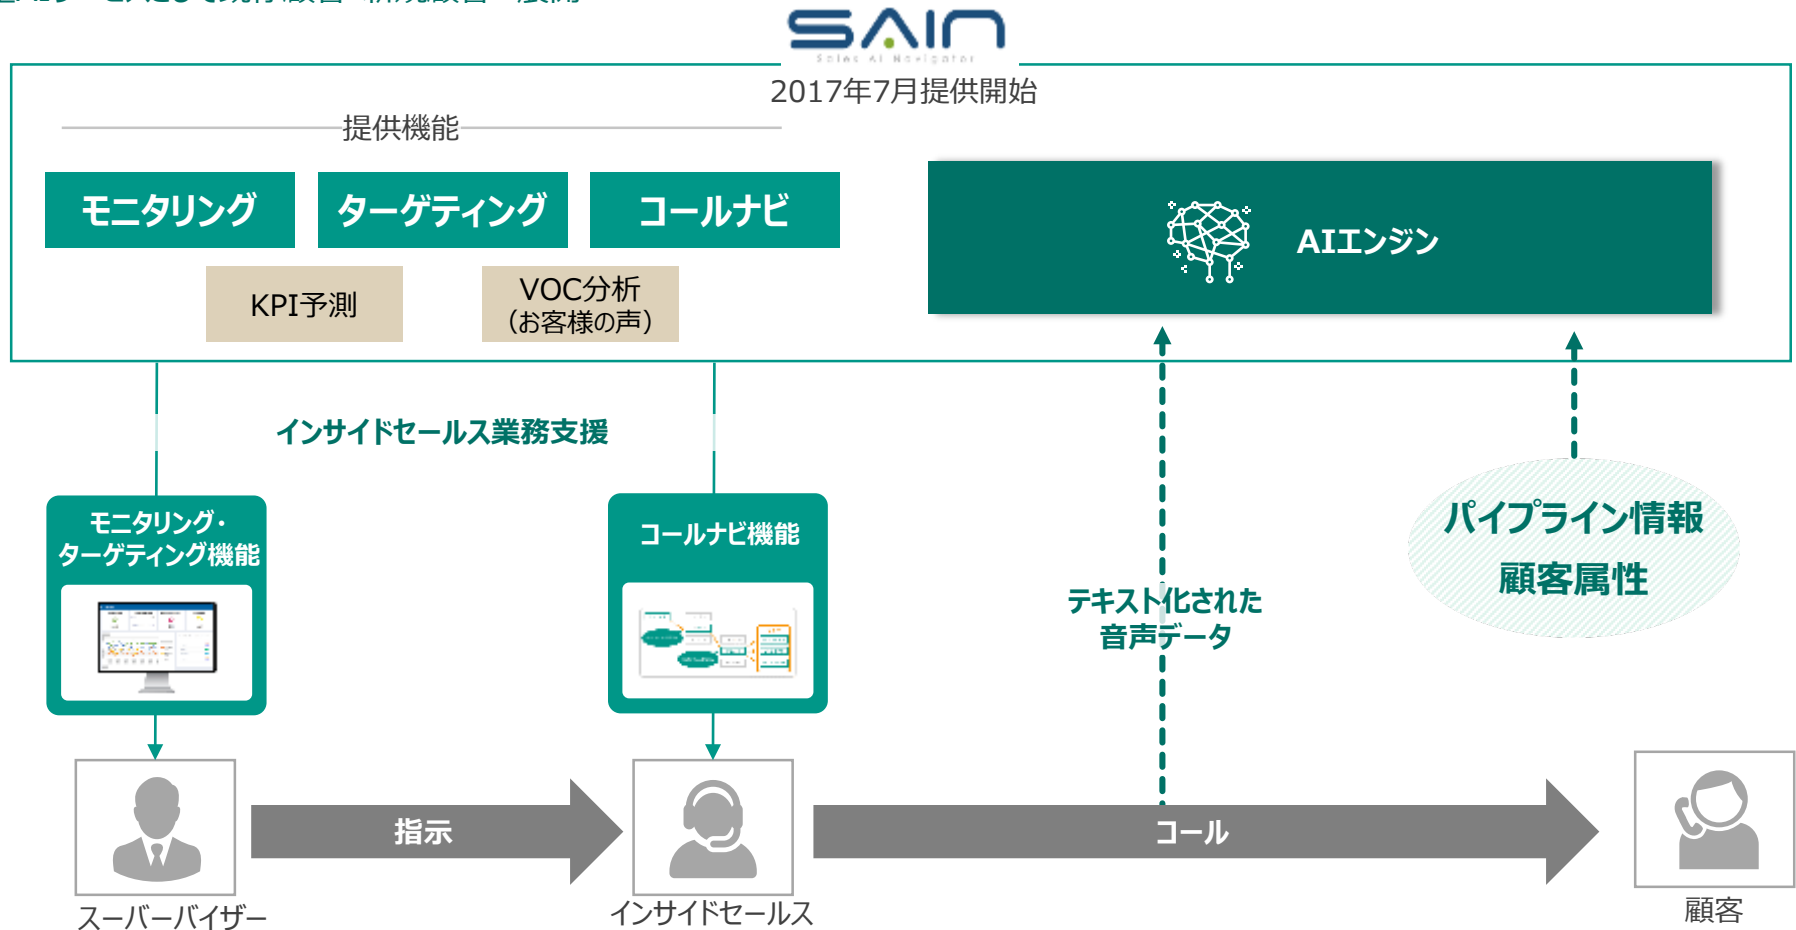 SAIN
Sales AI Navigator
2017年7月提供開始
提供機能
モニタリング
ターゲティング
コールナビ
AIエンジン
KPI予測
VOC分析
（お客様の声）
インサイドセールス業務支援
モニタリング・
ターゲティング機能
コールナビ機能
パイプライン情報
顧客属性
テキスト化された
音声データ
指示
コール
スーパーバイザー
インサイドセールス
顧客